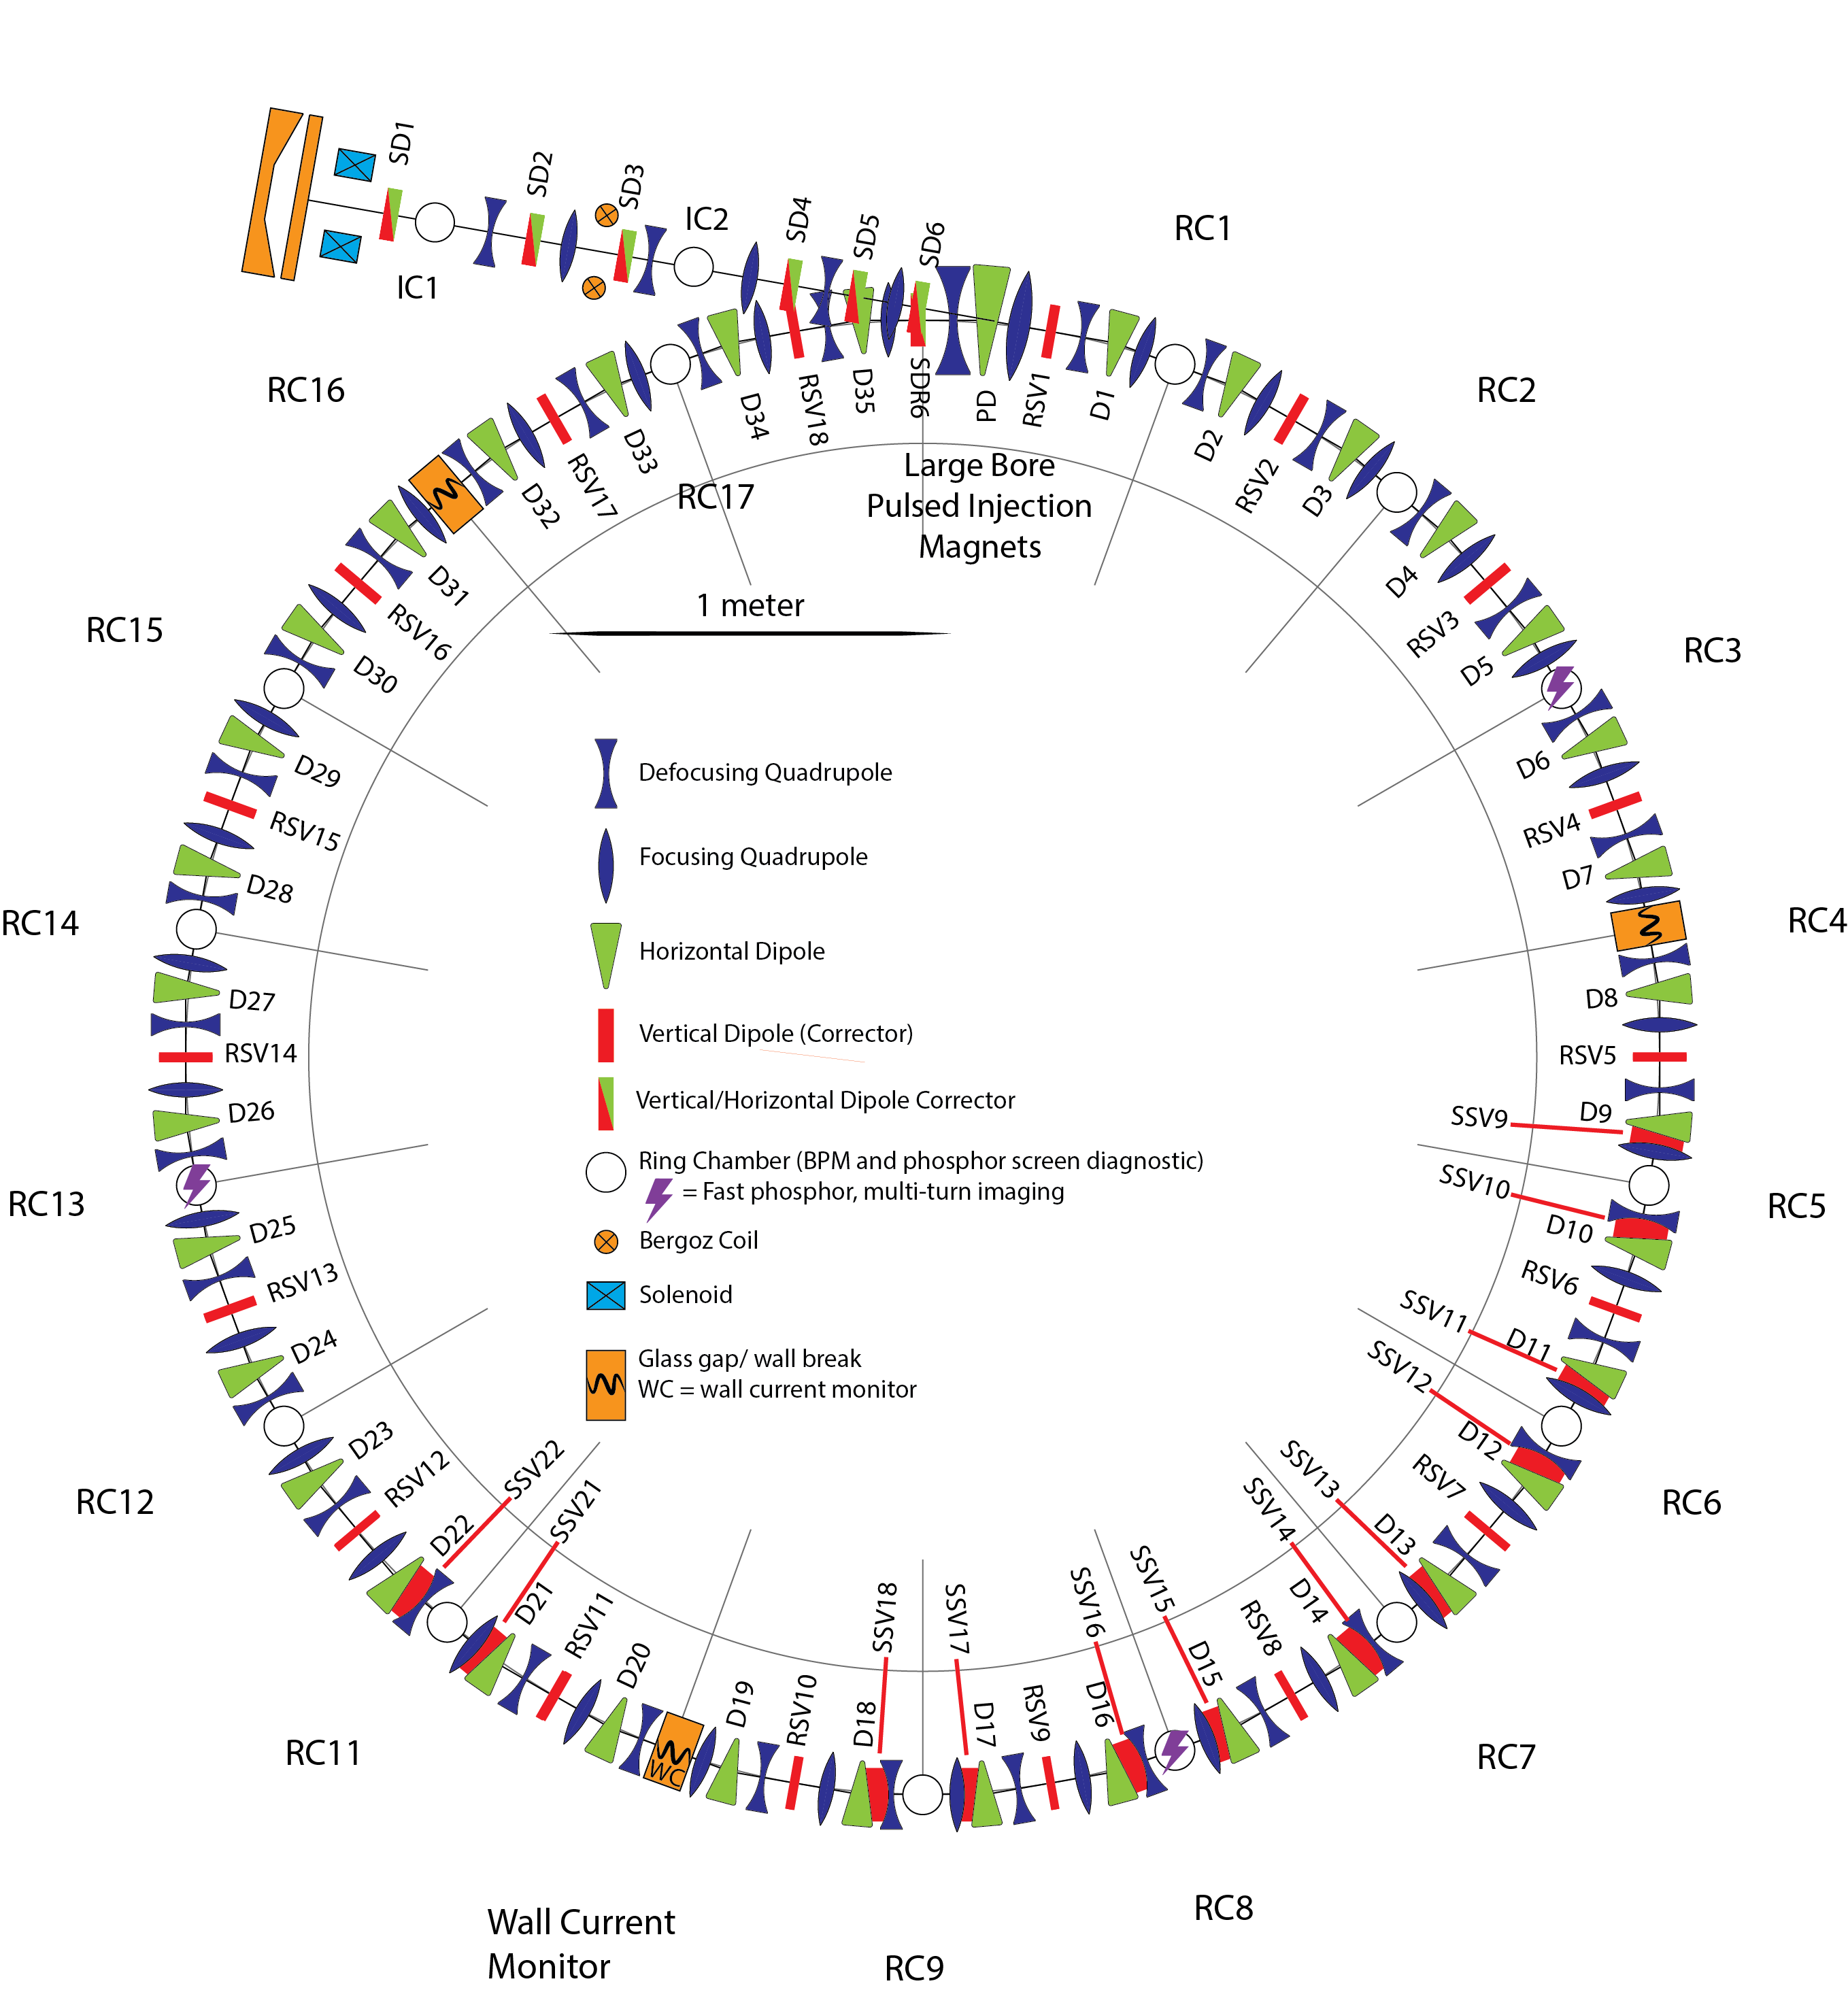 SD1
SD2
SD3
IC1
IC2
SD4
SD5
SD6
RC1
RC2
RC3
RC4
RC5
RC6
RC7
RC8
RC9
Wall Current
Monitor
RC11
RC12
RC13
RC14
RC15
RC16
RC17
D34
RSV18
D35
SDR6
PD
RSV1
D1
D2
RSV2
D3
D4
RSV3
D5
D6
RSV4
D7
D8
RSV5
D9
SSV9
SSV10
D10
RSV6
SSV11
D11
SSV12
D12
RSV7
SSV13
D13
SSV14
D14
RSV8
SSV15
D15
SSV16
D16
RSV9
SSV17
D17
SSV18
D18
RSV10
D19
WC
D20
RSV11
SSV21
D21
SSV22
D22
RSV12
D23
D24
RSV13
D25
D26
RSV14
D27
D28
RSV15
D29
D30
RSV16
D31
D32
RSV17
D33
Large Bore
Pulsed Injection
Magnets
1 meter
Defocusing Quadrupole
Focusing Quadrupole
Horizontal Dipole
Vertical Dipole (Corrector)
Vertical/Horizontal Dipole Corrector
Ring Chamber (BPM and phosphor screen diagnostic)
= Fast phosphor, multi-turn imaging
Bergoz Coil
Solenoid
Glass gap/ wall break
WC = wall current monitor